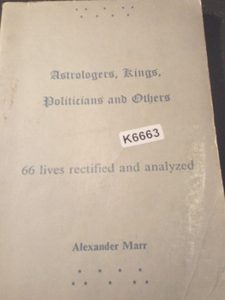 Astrologers, Kings,
Politicians and Others
K6663
66 lives rectified and analyzed
Alexander Marr